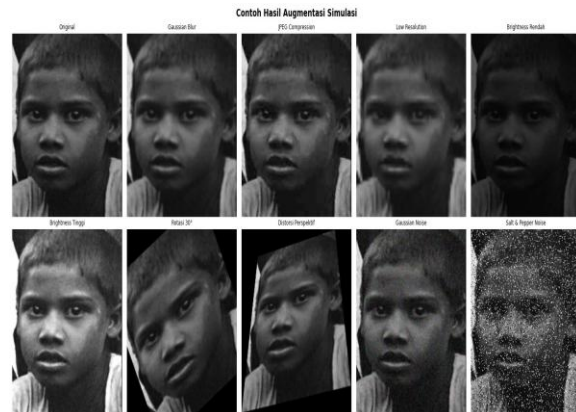 Contoh Hasil Augmentasi Simulasi
Original
Gaussian Blur
JPEG Compression
Low Resolution
Brightness Rendah
Brightness Tinggi
Rotasi 30°
Distorsi Perspektif
Gaussian Noise
Salt & Pepper Noise